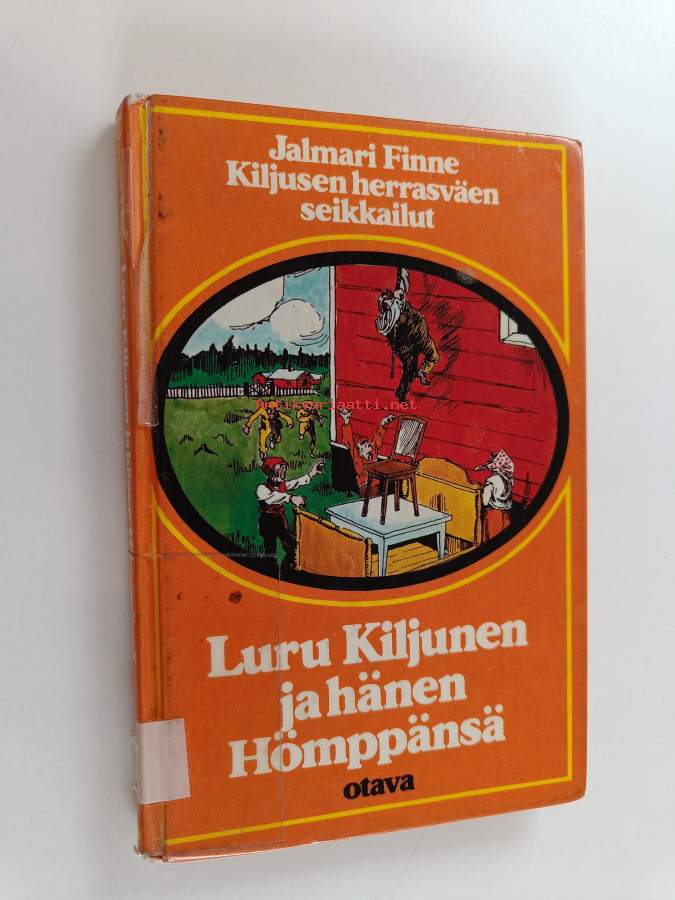 Jalmari Finne
Kiljusen herrasväen
seikkailut
Antikvariaatti.net
Luru Kiljunen
ja hänen
Hömppänsä
otava